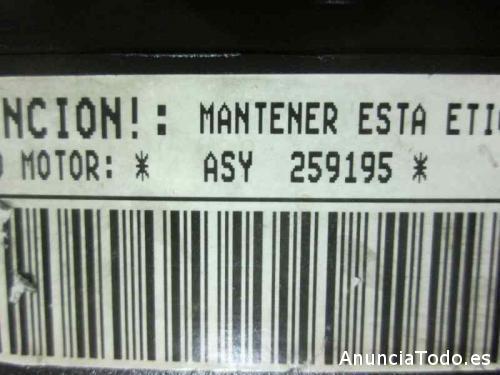 NCION!: MANTENER ESTA ETI
MOTOR: * ASY 259195 *
AnunciaTodo.es